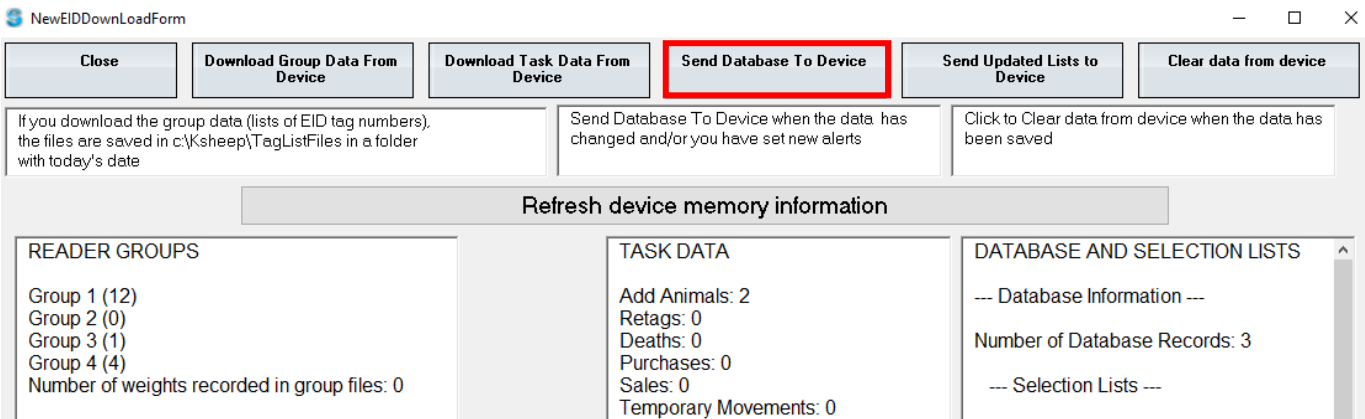 NewEIDDownLoadForm
Close
Download Group Data From
Device
Download Task Data From
Device
Send Database To Device
Send Updated Lists to
Device
Clear data from device
If you download the group data (lists of EID tag numbers),
the files are saved in c:\Ksheep\TagListFiles in a folder
with today's date
Send Database To Device when the data has
changed and/or you have set new alerts
Click to Clear data from device when the data has
been saved
Refresh device memory information
READER GROUPS
Group 1 (12)
Group 2 (0)
Group 3 (1)
Group 4 (4)
Number of weights recorded in group files: 0
TASK DATA
Add Animals: 2
Retags: 0
Deaths: 0
Purchases: 0
Sales: 0
Temporary Movements: 0
DATABASE AND SELECTION LISTS
--- Database Information ---
Number of Database Records: 3
--- Selection Lists ---